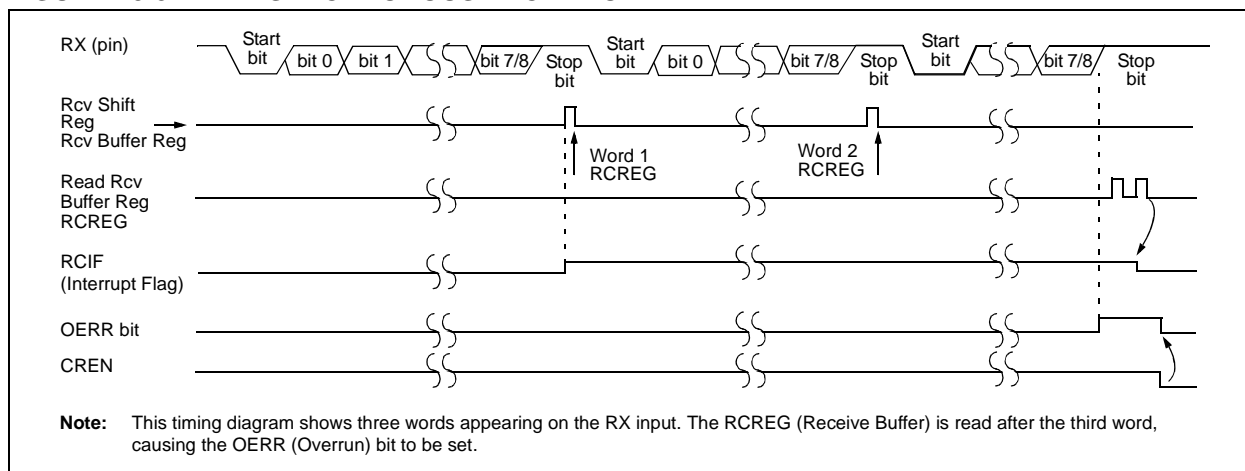 RX (pin)
Start bit
bit 0
bit 1
bit 7/8
Stop bit
Start bit
bit 0
bit 7/8
Stop bit
Start bit
bit 7/8
Stop bit
Rcv Shift
Reg
Rcv Buffer Reg
Word 1
RCREG
Word 2
RCREG
Read Rcv
Buffer Reg
RCREG
RCIF
(Interrupt Flag)
OERR bit
CREN
Note: This timing diagram shows three words appearing on the RX input. The RCREG (Receive Buffer) is read after the third word,
causing the OERR (Overrun) bit to be set.